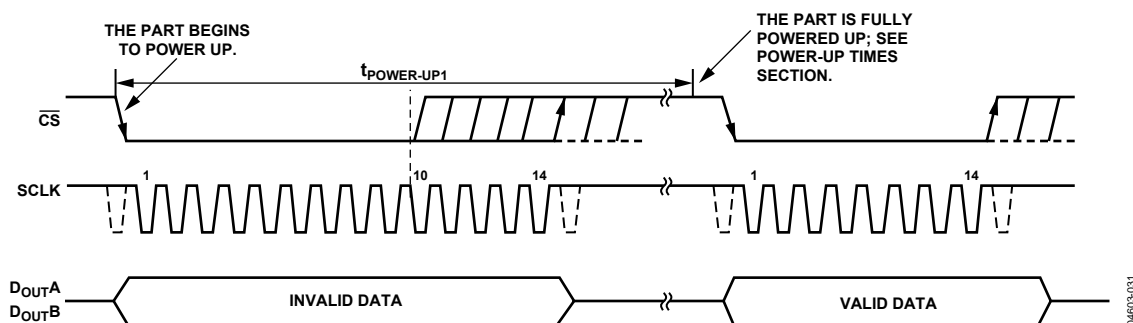 THE PART BEGINS
TO POWER UP.
THE PART IS FULLY
POWERED UP; SEE
POWER-UP TIMES
SECTION.
tPOWER-UP1
CS
SCLK
1
10
14
1
14
DOUTA
DOUTB
INVALID DATA
VALID DATA
04603-031